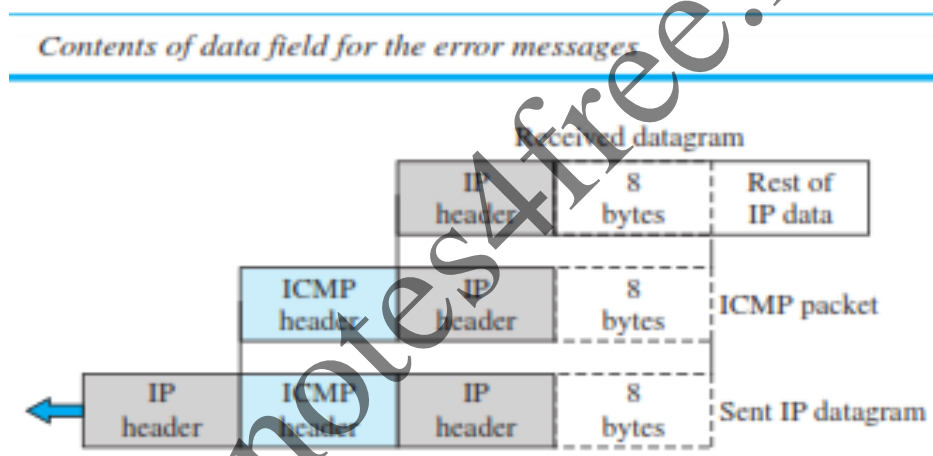 Contents of data field for the error messages
Received datagram
IP header
8 bytes
Rest of IP data
ICMP header
IP header
8 bytes
ICMP packet
IP header
ICMP header
IP header
8 bytes
Sent IP datagram
notes4free.